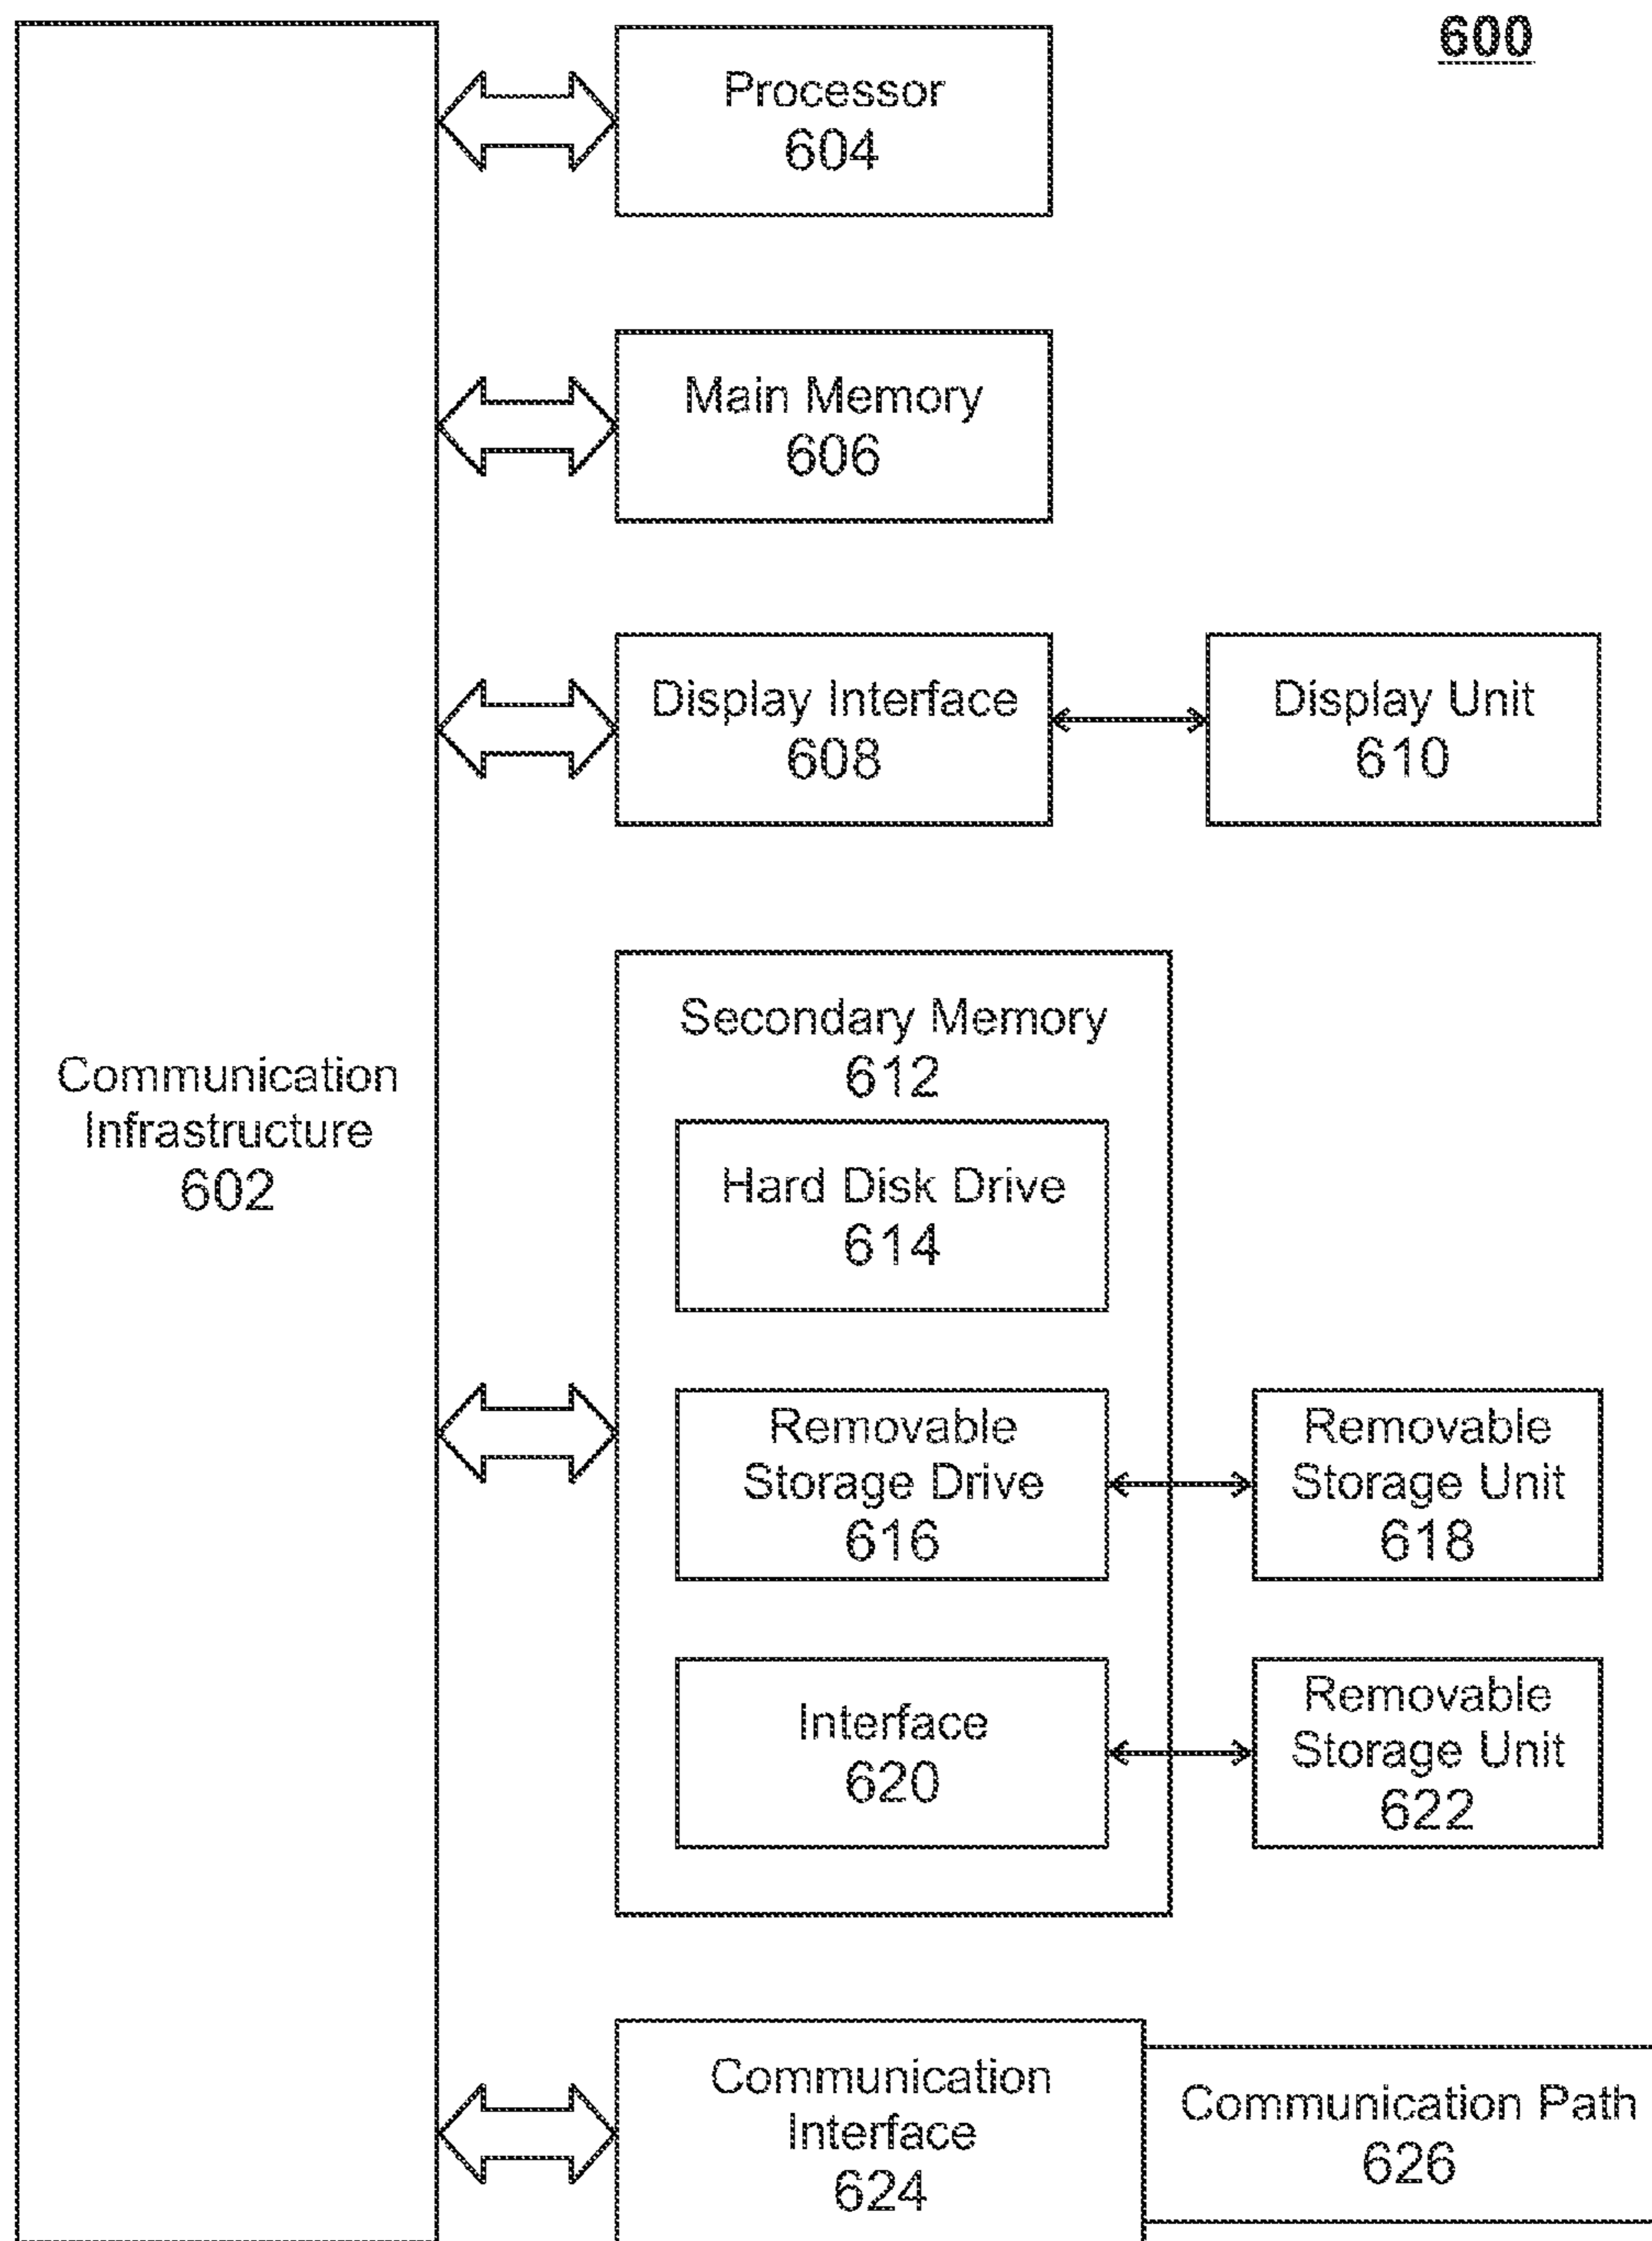 600
Processor
604
Main Memory
606
Display Interface
608
Display Unit
610
Communication
Infrastructure
602
Secondary Memory
612
Hard Disk Drive
614
Removable
Storage Drive
616
Removable
Storage Unit
618
Interface
620
Removable
Storage Unit
622
Communication
Interface
624
Communication Path
626